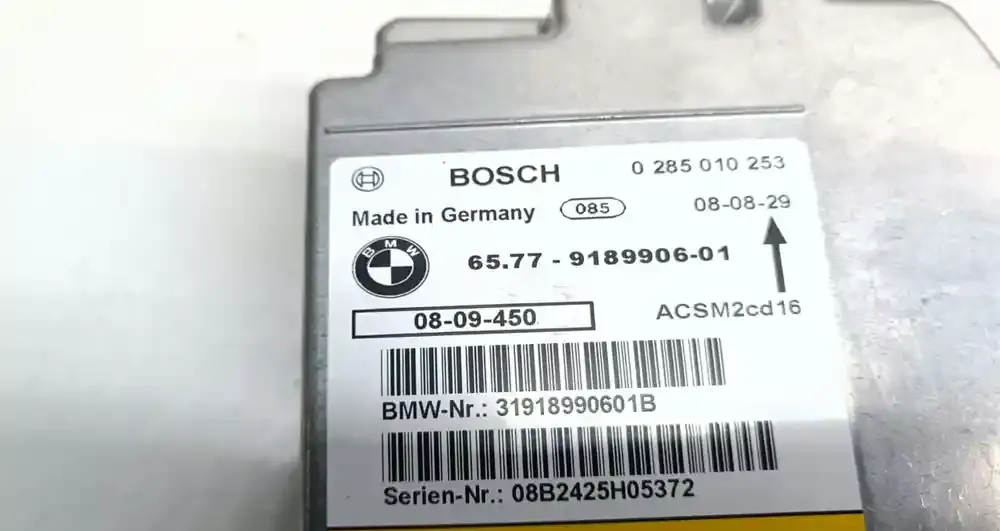 BOSCH 0 285 010 253
Made in Germany 085 08-08-29
BMW 65.77 - 9189906-01
08-09-450 ACSM2cd16
BMW-Nr.: 31918990601B
Serien-Nr.: 08B2425H05372